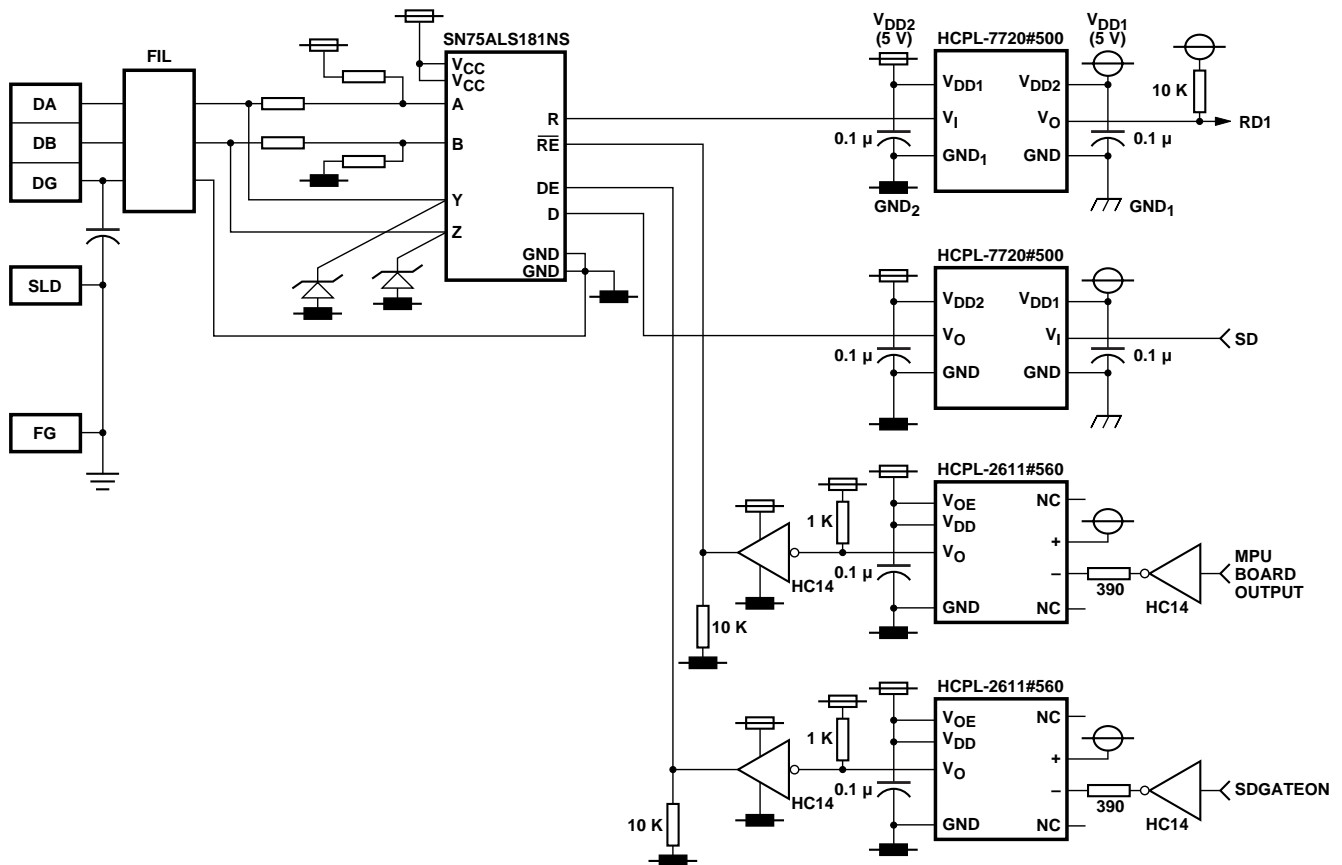 FIL
DA
DB
DG
SLD
FG
SN75ALS181NS
VCC
VCC
A
B
Y
Z
R
RE
DE
D
GND
GND
VDD2
(5 V)
HCPL-7720#500
VDD1
(5 V)
VDD1
VDD2
VI
VO
GND1
GND
0.1 µ
0.1 µ
10 K
RD1
GND2
GND1
HCPL-7720#500
VDD2
VDD1
VO
VI
GND
GND
0.1 µ
0.1 µ
SD
HCPL-2611#560
VOE
VDD
VO
GND
NC
+
–
NC
1 K
0.1 µ
HC14
10 K
390
HC14
MPU
BOARD
OUTPUT
HCPL-2611#560
VOE
VDD
VO
GND
NC
+
–
NC
1 K
0.1 µ
HC14
10 K
390
HC14
SDGATEON